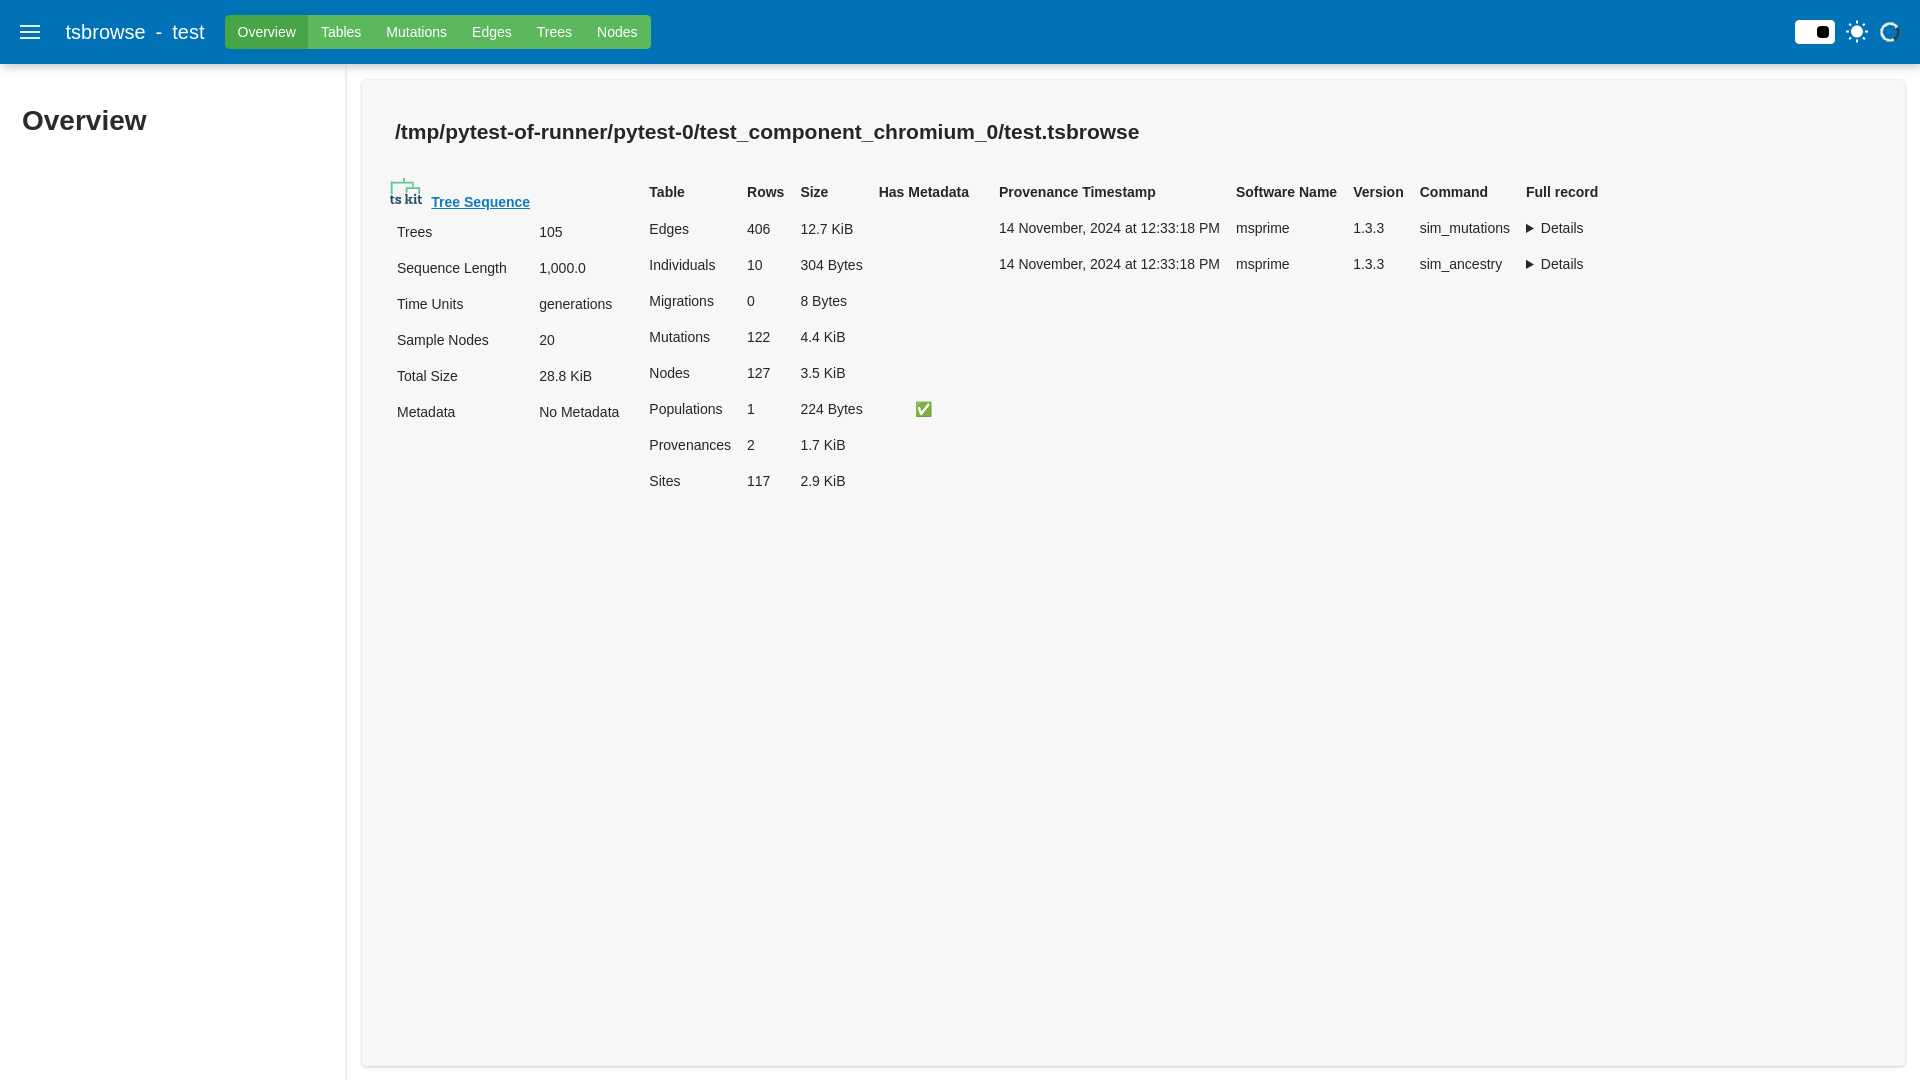 tsbrowse - test
Overview Tables Mutations Edges Trees Nodes
Overview
/tmp/pytest-of-runner/pytest-0/test_component_chromium_0/test.tsbrowse
tskit Tree Sequence
Trees 105
Sequence Length 1,000.0
Time Units generations
Sample Nodes 20
Total Size 28.8 KiB
Metadata No Metadata
Table Rows Size Has Metadata
Edges 406 12.7 KiB
Individuals 10 304 Bytes
Migrations 0 8 Bytes
Mutations 122 4.4 KiB
Nodes 127 3.5 KiB
Populations 1 224 Bytes ✅
Provenances 2 1.7 KiB
Sites 117 2.9 KiB
Provenance Timestamp Software Name Version Command Full record
14 November, 2024 at 12:33:18 PM msprime 1.3.3 sim_mutations ▶ Details
14 November, 2024 at 12:33:18 PM msprime 1.3.3 sim_ancestry ▶ Details